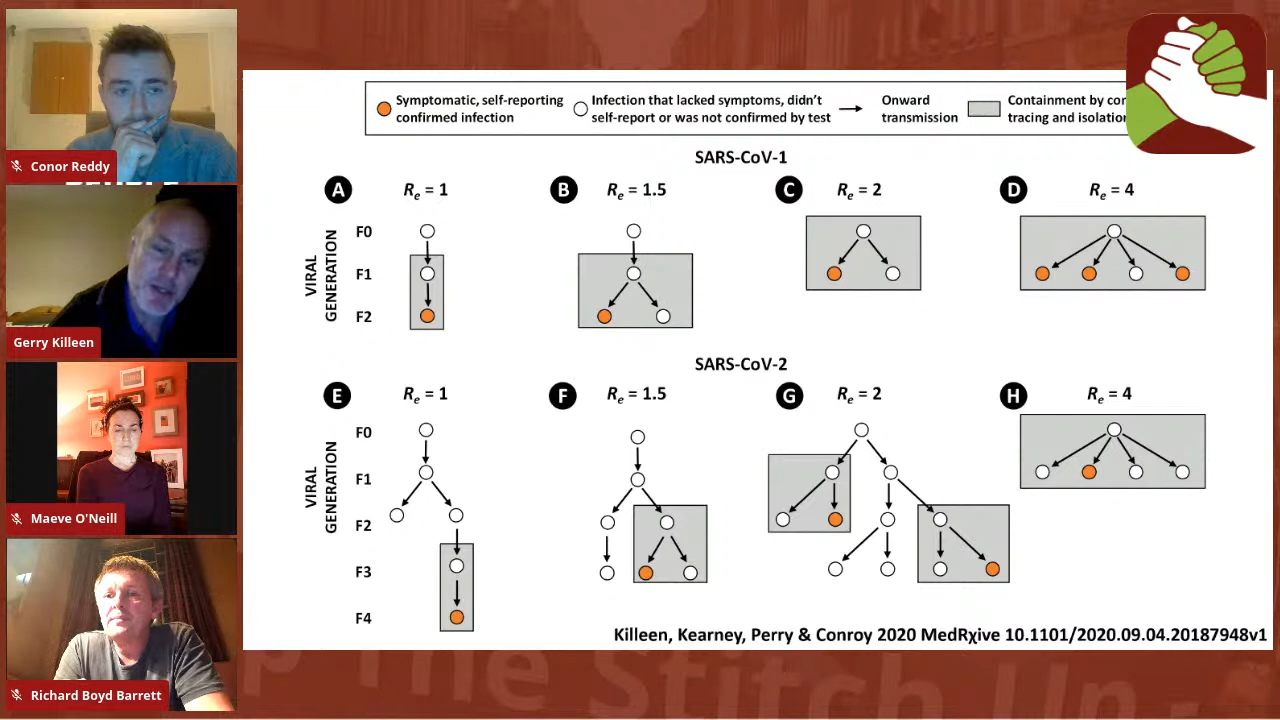 Conor Reddy
Gerry Killeen
Maeve O'Neill
Richard Boyd Barrett
Symptomatic, self-reporting
confirmed infection
Infection that lacked symptoms, didn't
self-report or was not confirmed by test
Onward
transmission
Containment by
tracing and
SARS-CoV-1
A Re = 1
B Re = 1.5
C Re = 2
D Re = 4
VIRAL
GENERATION
F0
F1
F2
SARS-CoV-2
E Re = 1
F Re = 1.5
G Re = 2
H Re = 4
VIRAL
GENERATION
F0
F1
F2
F3
F4
Killeen, Kearney, Perry & Conroy 2020 MedRχive 10.1101/2020.09.04.20187948v1
The Stitch Up